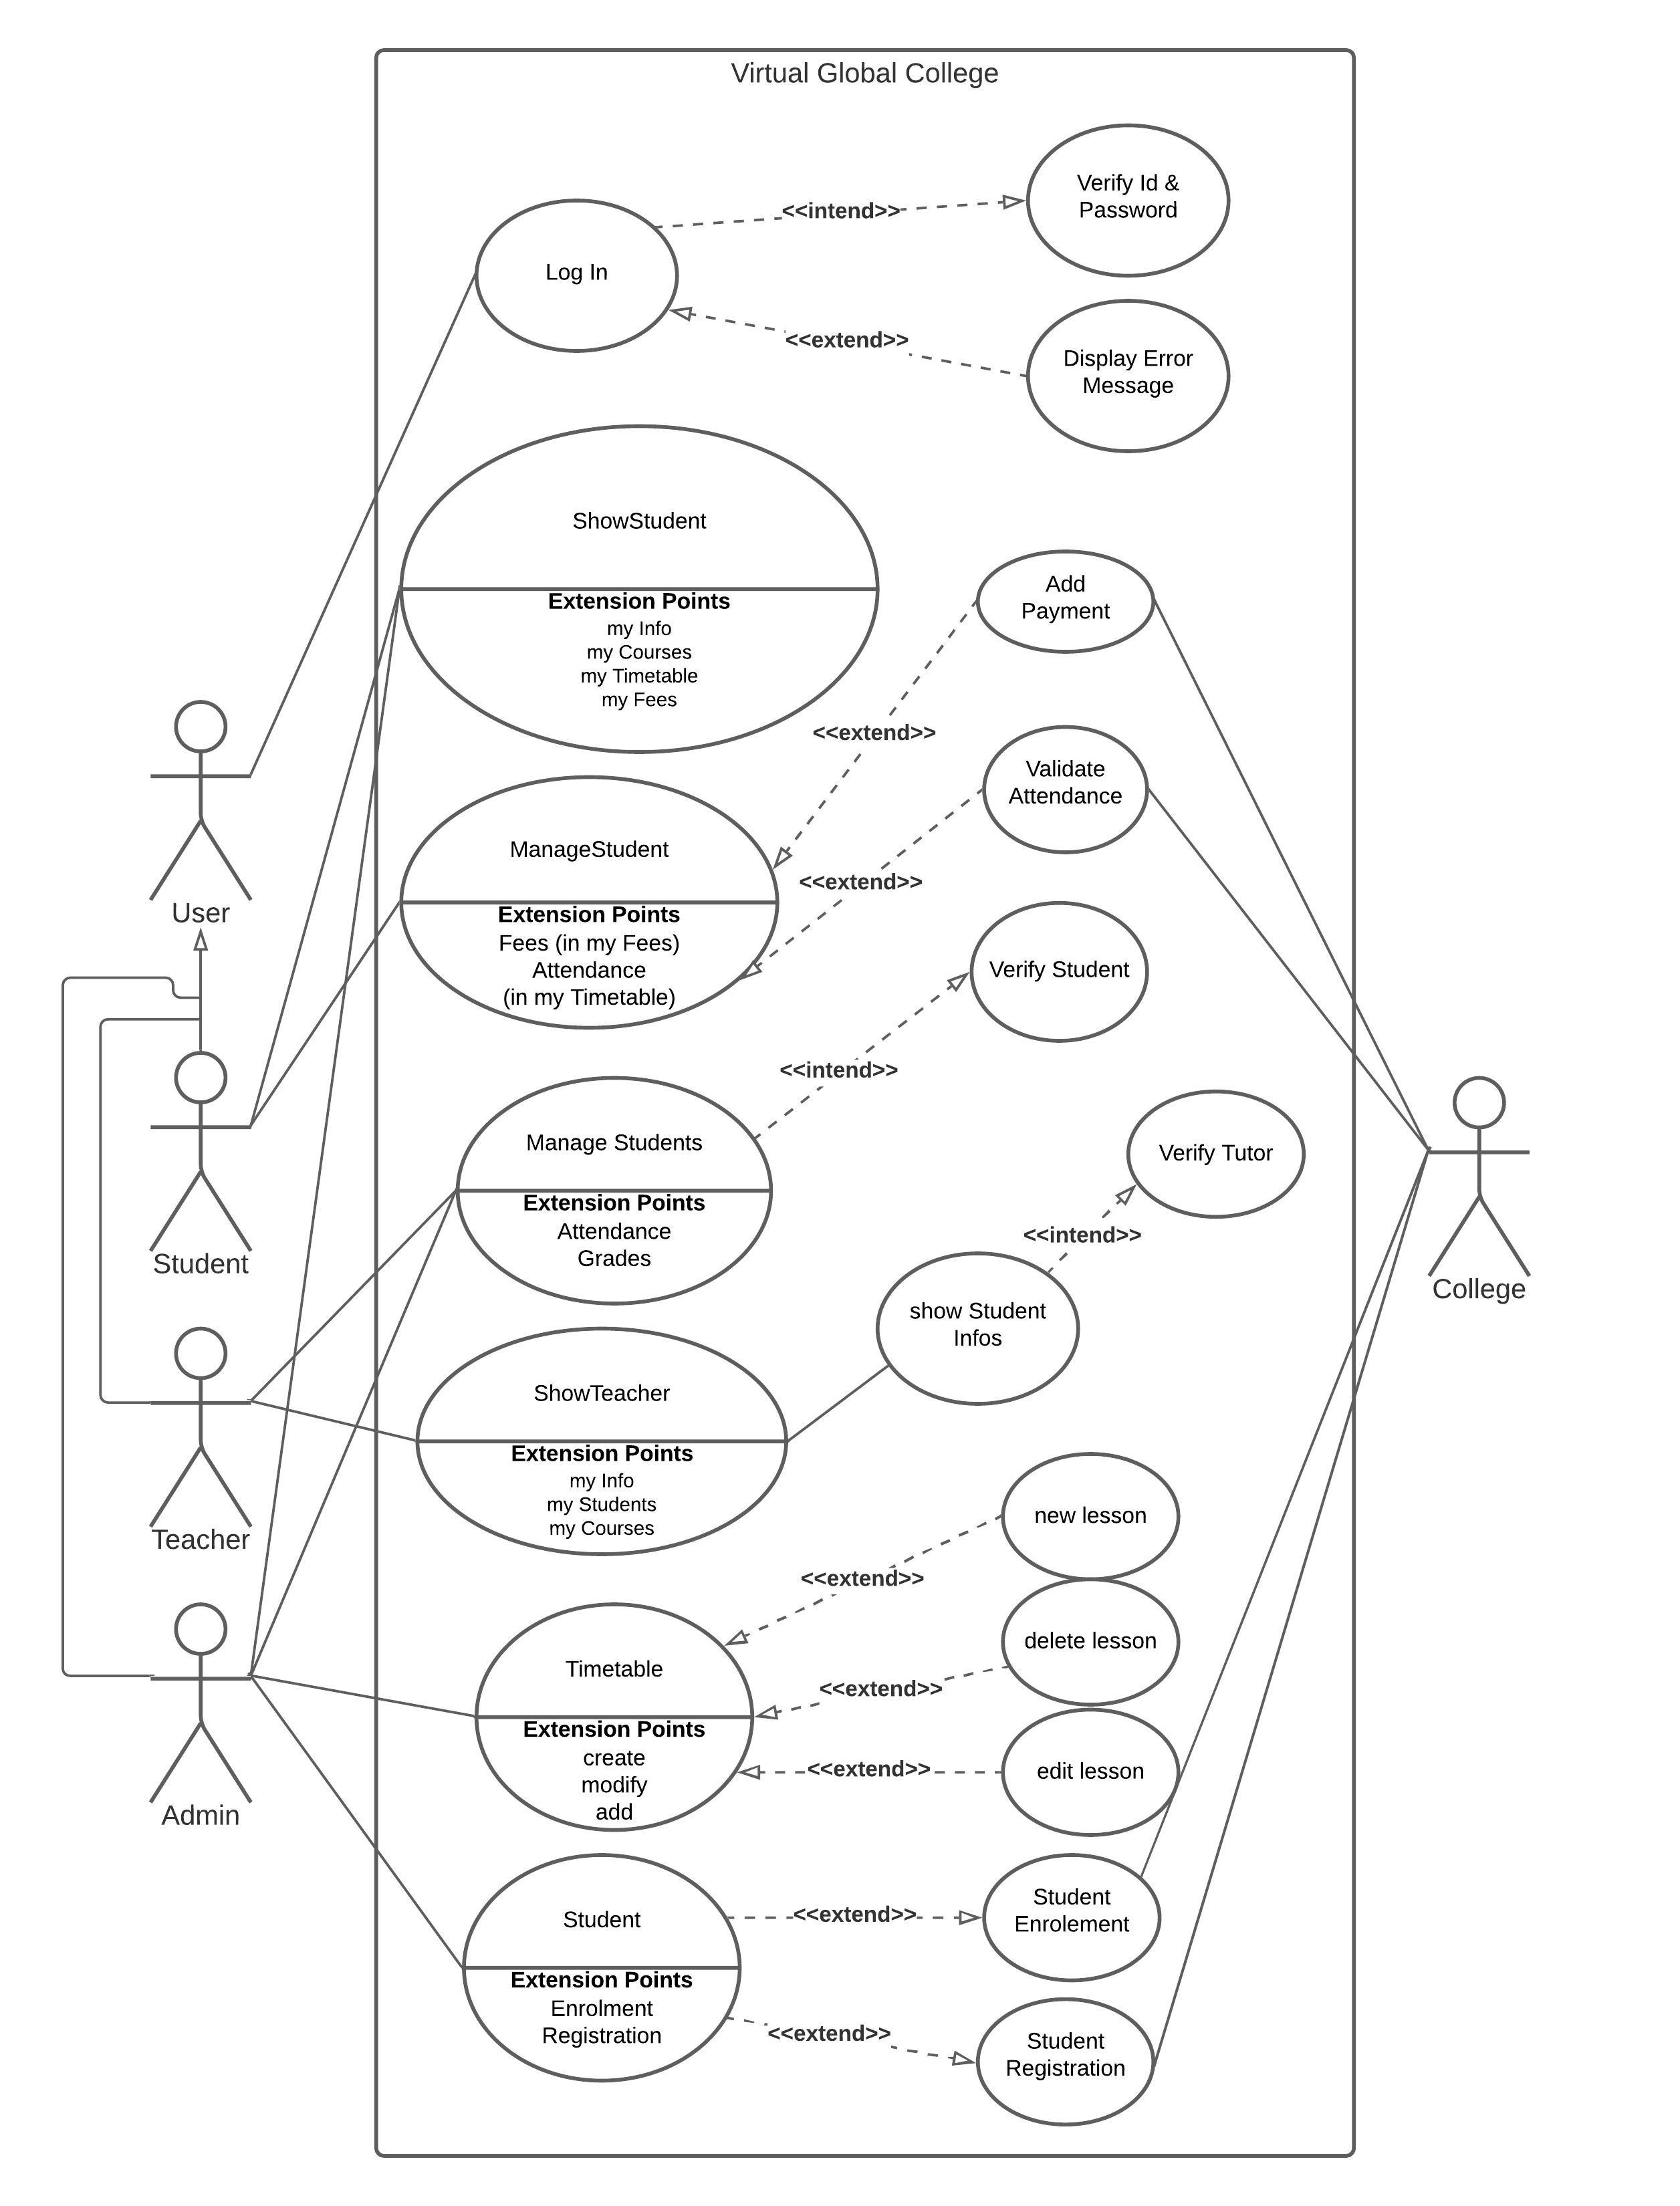 Virtual Global College
Verify Id &
Password
<<intend>>
Log In
<<extend>>
Display Error
Message
ShowStudent
Extension Points
my Info
my Courses
my Timetable
my Fees
Add
Payment
<<extend>>
Validate
Attendance
ManageStudent
<<extend>>
Extension Points
Fees (in my Fees)
Attendance
(in my Timetable)
User
Verify Student
<<intend>>
Manage Students
Extension Points
Attendance
Grades
Verify Tutor
<<intend>>
Student
College
show Student
Infos
ShowTeacher
Extension Points
my Info
my Students
my Courses
Teacher
new lesson
<<extend>>
delete lesson
Timetable
<<extend>>
Extension Points
create
modify
add
<<extend>>
edit lesson
Admin
Student
Extension Points
Enrolment
Registration
<<extend>>
Student
Enrolement
<<extend>>
Student
Registration